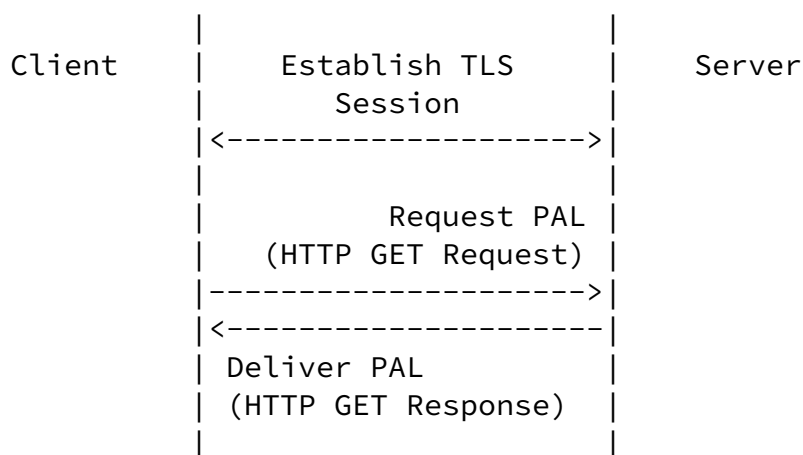 Client Establish TLS Server
Session
Request PAL
(HTTP GET Request)
Deliver PAL
(HTTP GET Response)